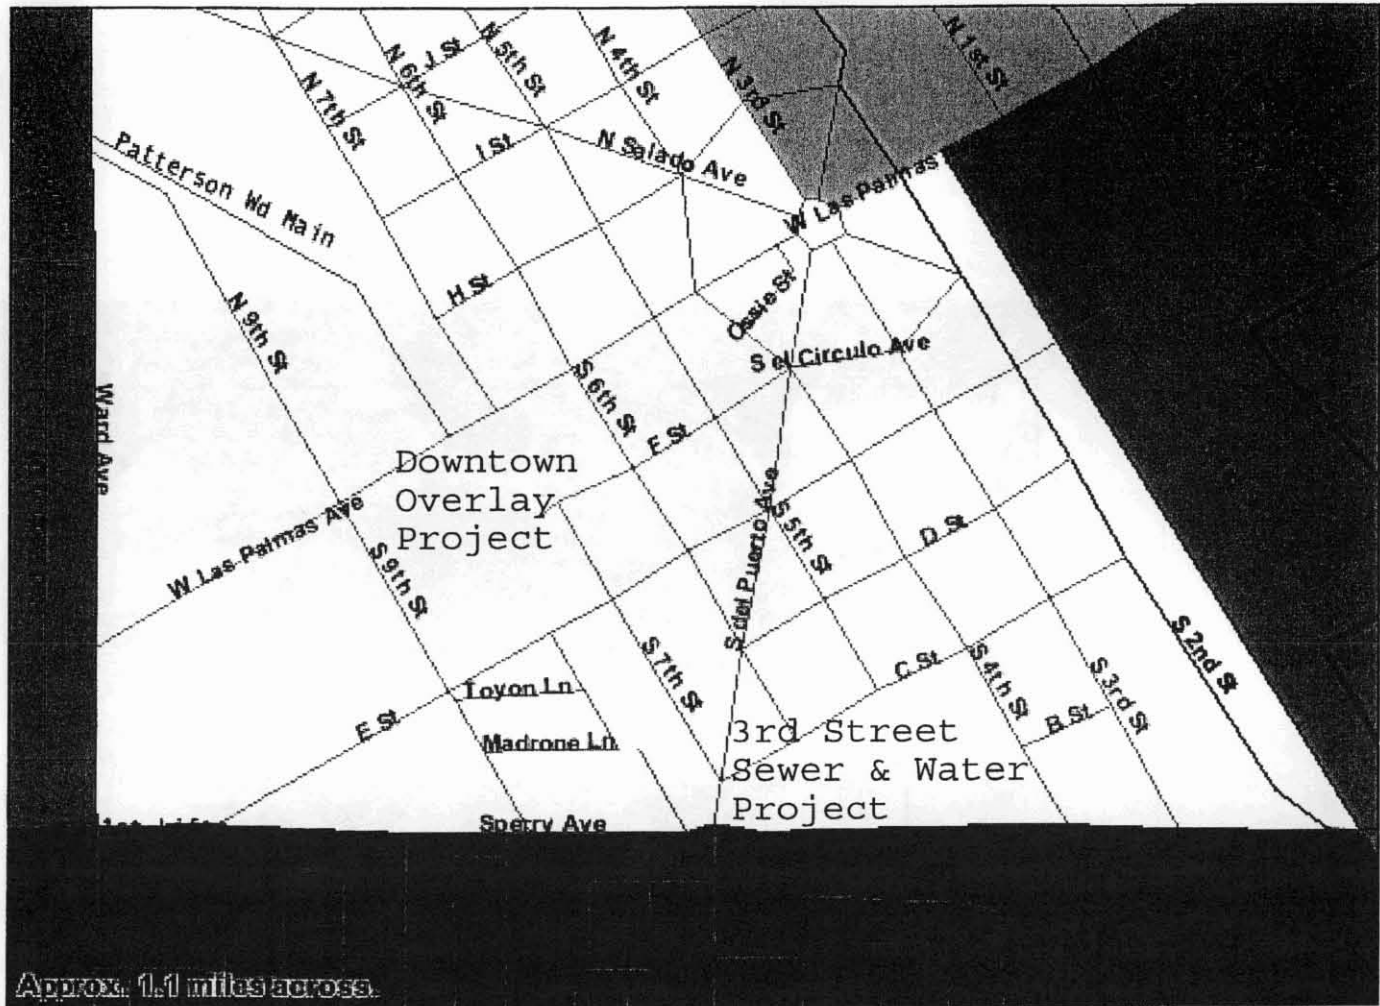 N 7th St
N 6th St
J St
N 5th St
N 4th St
N 3rd St
N 1st St
Patterson Wd Main
I St
N Salado Ave
W Las Palmas
N 9th St
H St
Ossie St
S el Circulo Ave
Ward Ave
S 6th St
E St
Downtown
Overlay
Project
W Las Palmas Ave
S 9th St
S del Puerto Ave
S 5th St
D St
S 7th St
C St
S 4th St
S 3rd St
S 2nd St
B St
Toyon Ln
E St
Madrone Ln
3rd Street
Sewer & Water
Project
Sperry Ave
Approx. 1.1 miles across.